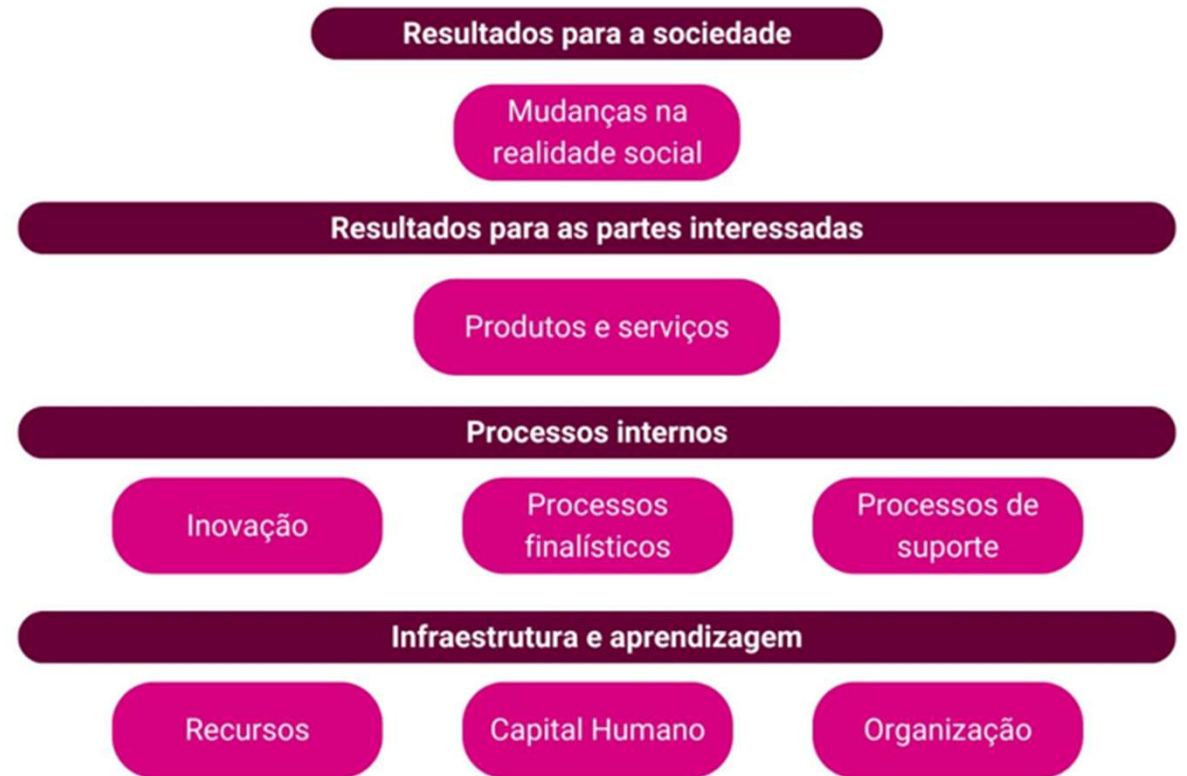 Resultados para a sociedade
Mudanças na
realidade social
Resultados para as partes interessadas
Produtos e serviços
Processos internos
Inovação
Processos
finalísticos
Processos de
suporte
Infraestrutura e aprendizagem
Recursos
Capital Humano
Organização